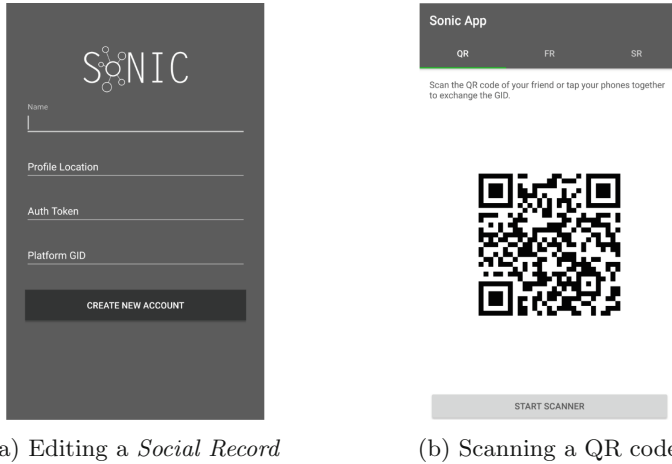 SONIC
Name
Profile Location
Auth Token
Platform GID
CREATE NEW ACCOUNT
a) Editing a Social Record
Sonic App
QR FR SR
Scan the QR code of your friend or tap your phones together
to exchange the GID.
START SCANNER
(b) Scanning a QR code